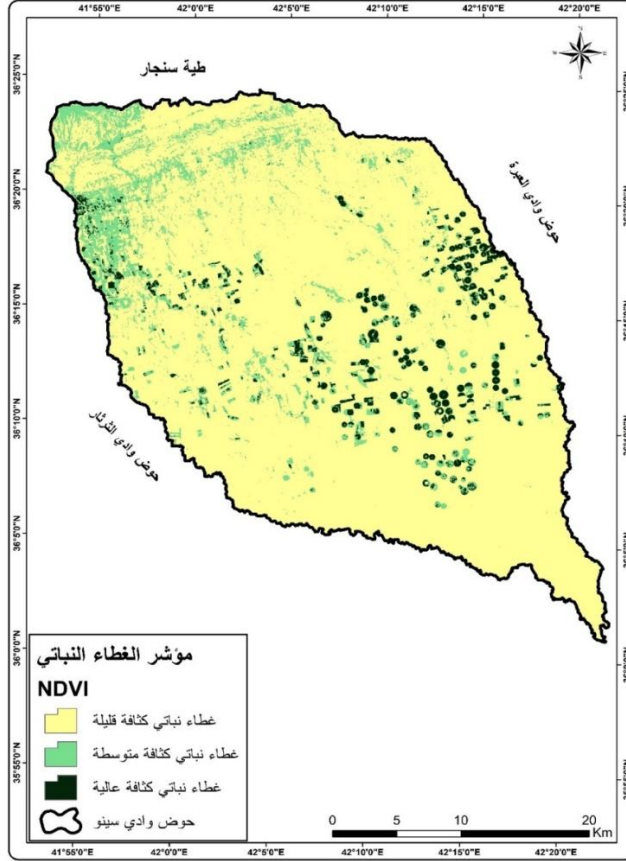 41°55'0"E 42°0'0"E 42°5'0"E 42°10'0"E 42°15'0"E 42°20'0"E
طية سنجار
36°25'0"N
حوض وادي العبرة
36°20'0"N
36°15'0"N
36°10'0"N
حوض وادي الثرثار
36°5'0"N
36°0'0"N
35°55'0"N
مؤشر الغطاء النباتي
NDVI
غطاء نباتي كثافة قليلة
غطاء نباتي كثافة متوسطة
غطاء نباتي كثافة عالية
حوض وادي سينو
0 5 10 20
Km
41°55'0"E 42°0'0"E 42°5'0"E 42°10'0"E 42°15'0"E 42°20'0"E